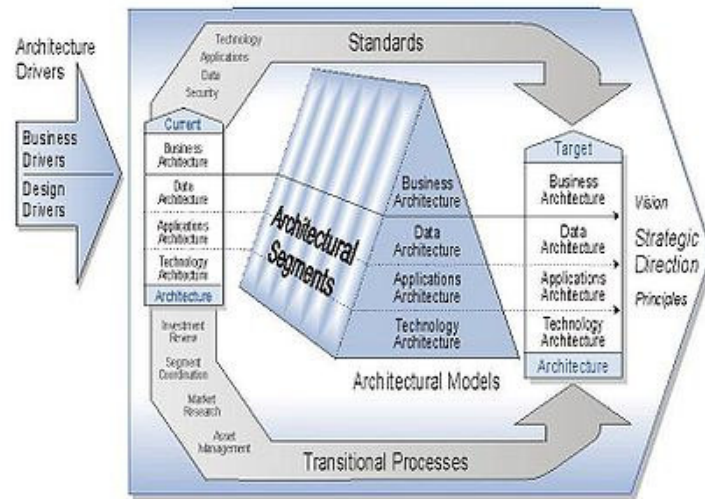 Architecture
Drivers
Business
Drivers
Design
Drivers
Technology
Applications
Data
Security
Standards
Current
Business
Architecture
Data
Architecture
Applications
Architecture
Technology
Architecture
Architecture
Investment
Review
Segment
Coordination
Market
Research
Asset
Management
Transitional Processes
Architectural
Segments
Business
Architecture
Data
Architecture
Applications
Architecture
Technology
Architecture
Architectural Models
Target
Business
Architecture
Data
Architecture
Applications
Architecture
Technology
Architecture
Architecture
Vision
Strategic
Direction
Principles